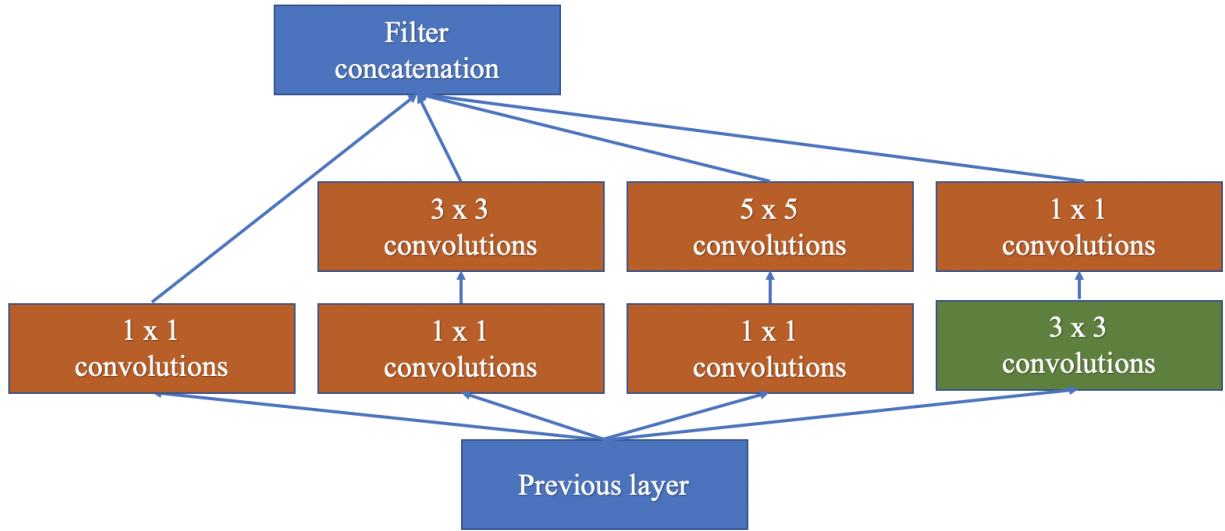 Filter
concatenation
3 x 3
convolutions
5 x 5
convolutions
1 x 1
convolutions
1 x 1
convolutions
1 x 1
convolutions
1 x 1
convolutions
3 x 3
convolutions
Previous layer